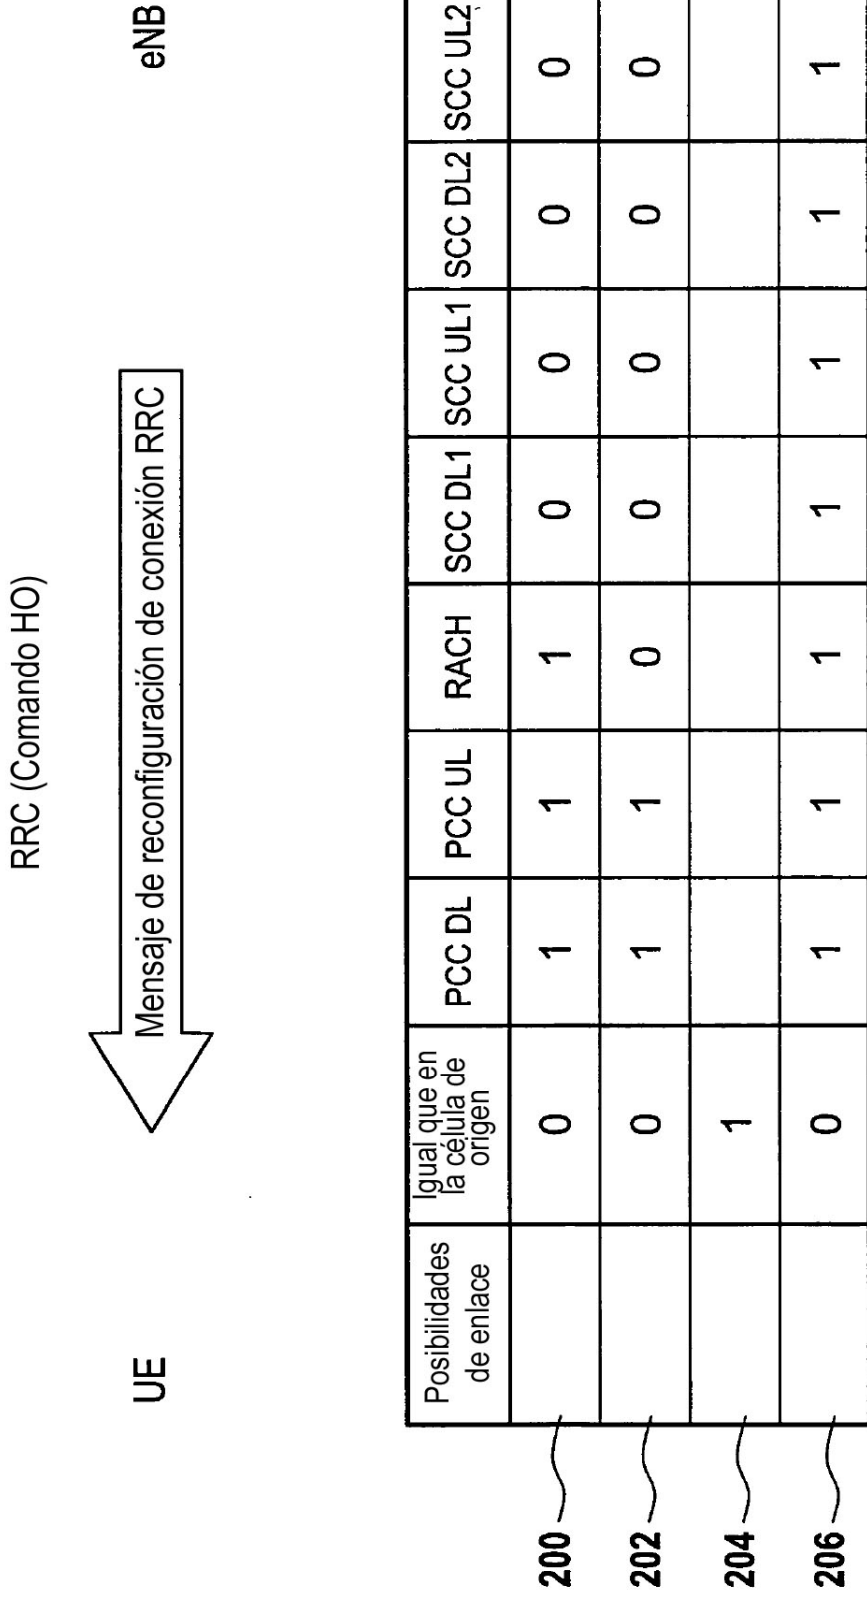 RRC (Comando HO)
UE
Mensaje de reconfiguración de conexión RRC
eNB
Posibilidades de enlace
Igual que en la célula de origen
PCC DL
PCC UL
RACH
SCC DL1
SCC UL1
SCC DL2
SCC UL2
200 0 1 1 1 0 0 0 0
202 0 1 1 0 0 0 0 0
204 1
206 0 1 1 1 1 1 1 1